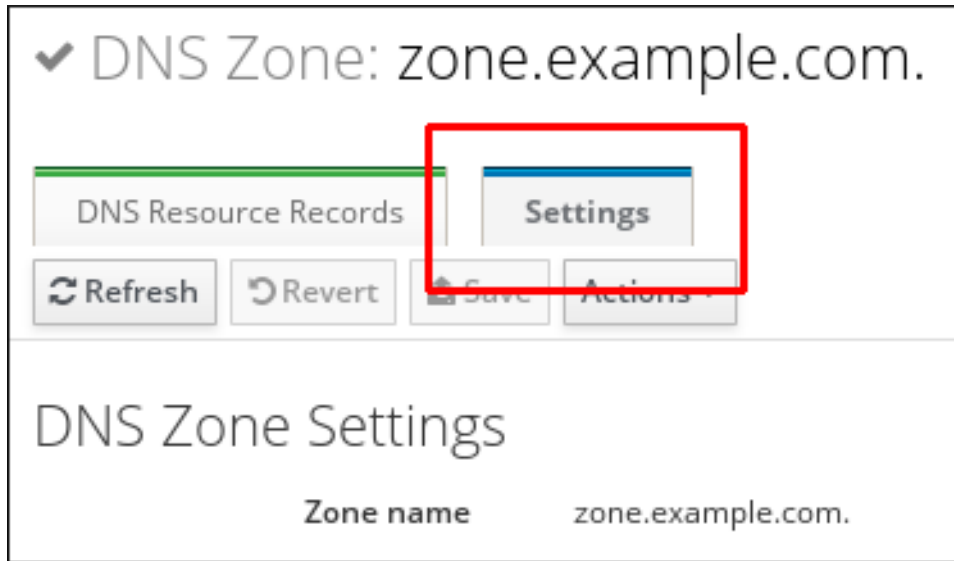 DNS Zone: zone.example.com.
DNS Resource Records Settings
Refresh Revert Save Actions
DNS Zone Settings
Zone name zone.example.com.